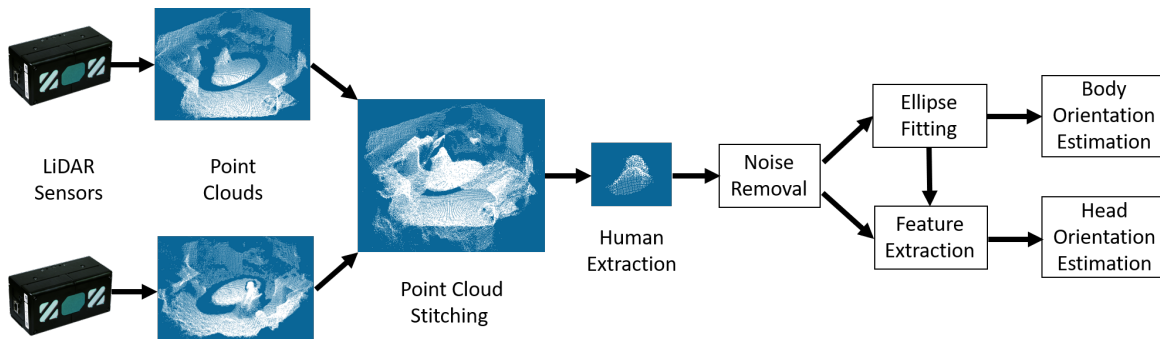 LiDAR
Sensors
Point
Clouds
Point Cloud
Stitching
Human
Extraction
Noise
Removal
Ellipse
Fitting
Feature
Extraction
Body
Orientation
Estimation
Head
Orientation
Estimation